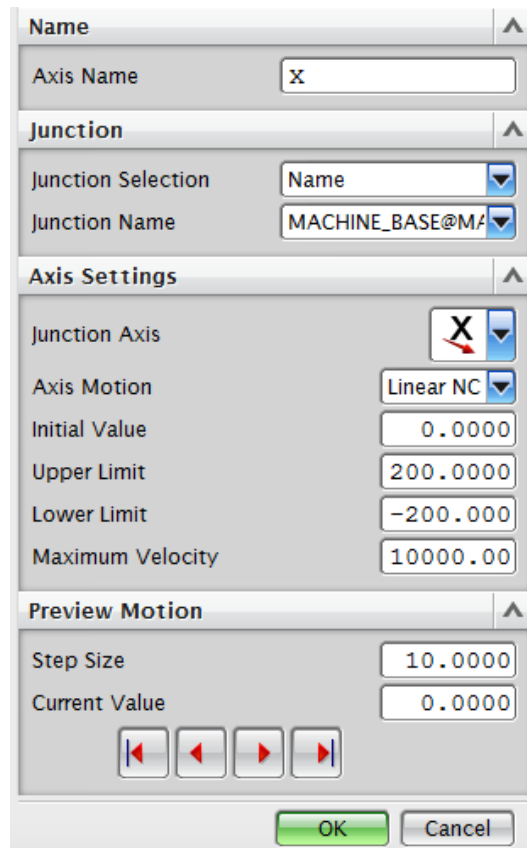 Name
Axis Name X
Junction
Junction Selection Name
Junction Name MACHINE_BASE@MA
Axis Settings
Junction Axis X
Axis Motion Linear NC
Initial Value 0.0000
Upper Limit 200.0000
Lower Limit -200.000
Maximum Velocity 10000.00
Preview Motion
Step Size 10.0000
Current Value 0.0000
OK Cancel